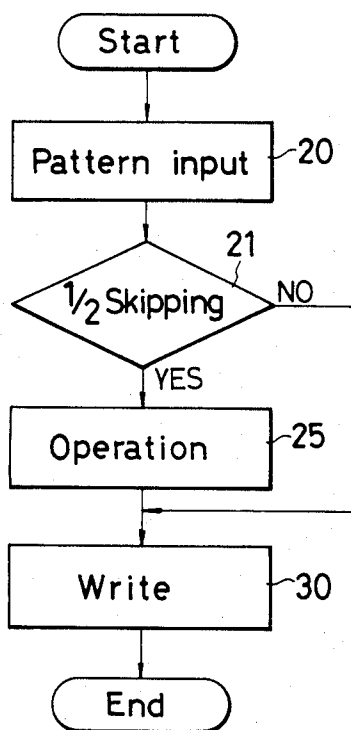 Start
Pattern input
20
21
½ Skipping
NO
YES
Operation
25
Write
30
End